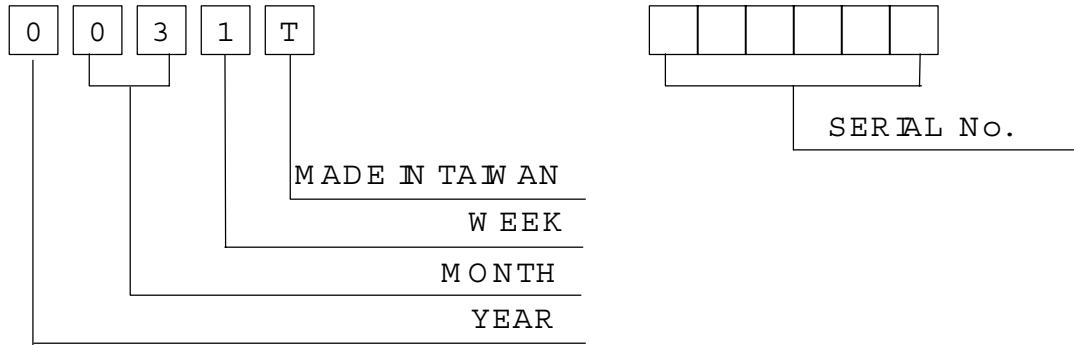 0 0 3 1 T
SERIAL No.
MADE IN TAIWAN
WEEK
MONTH
YEAR